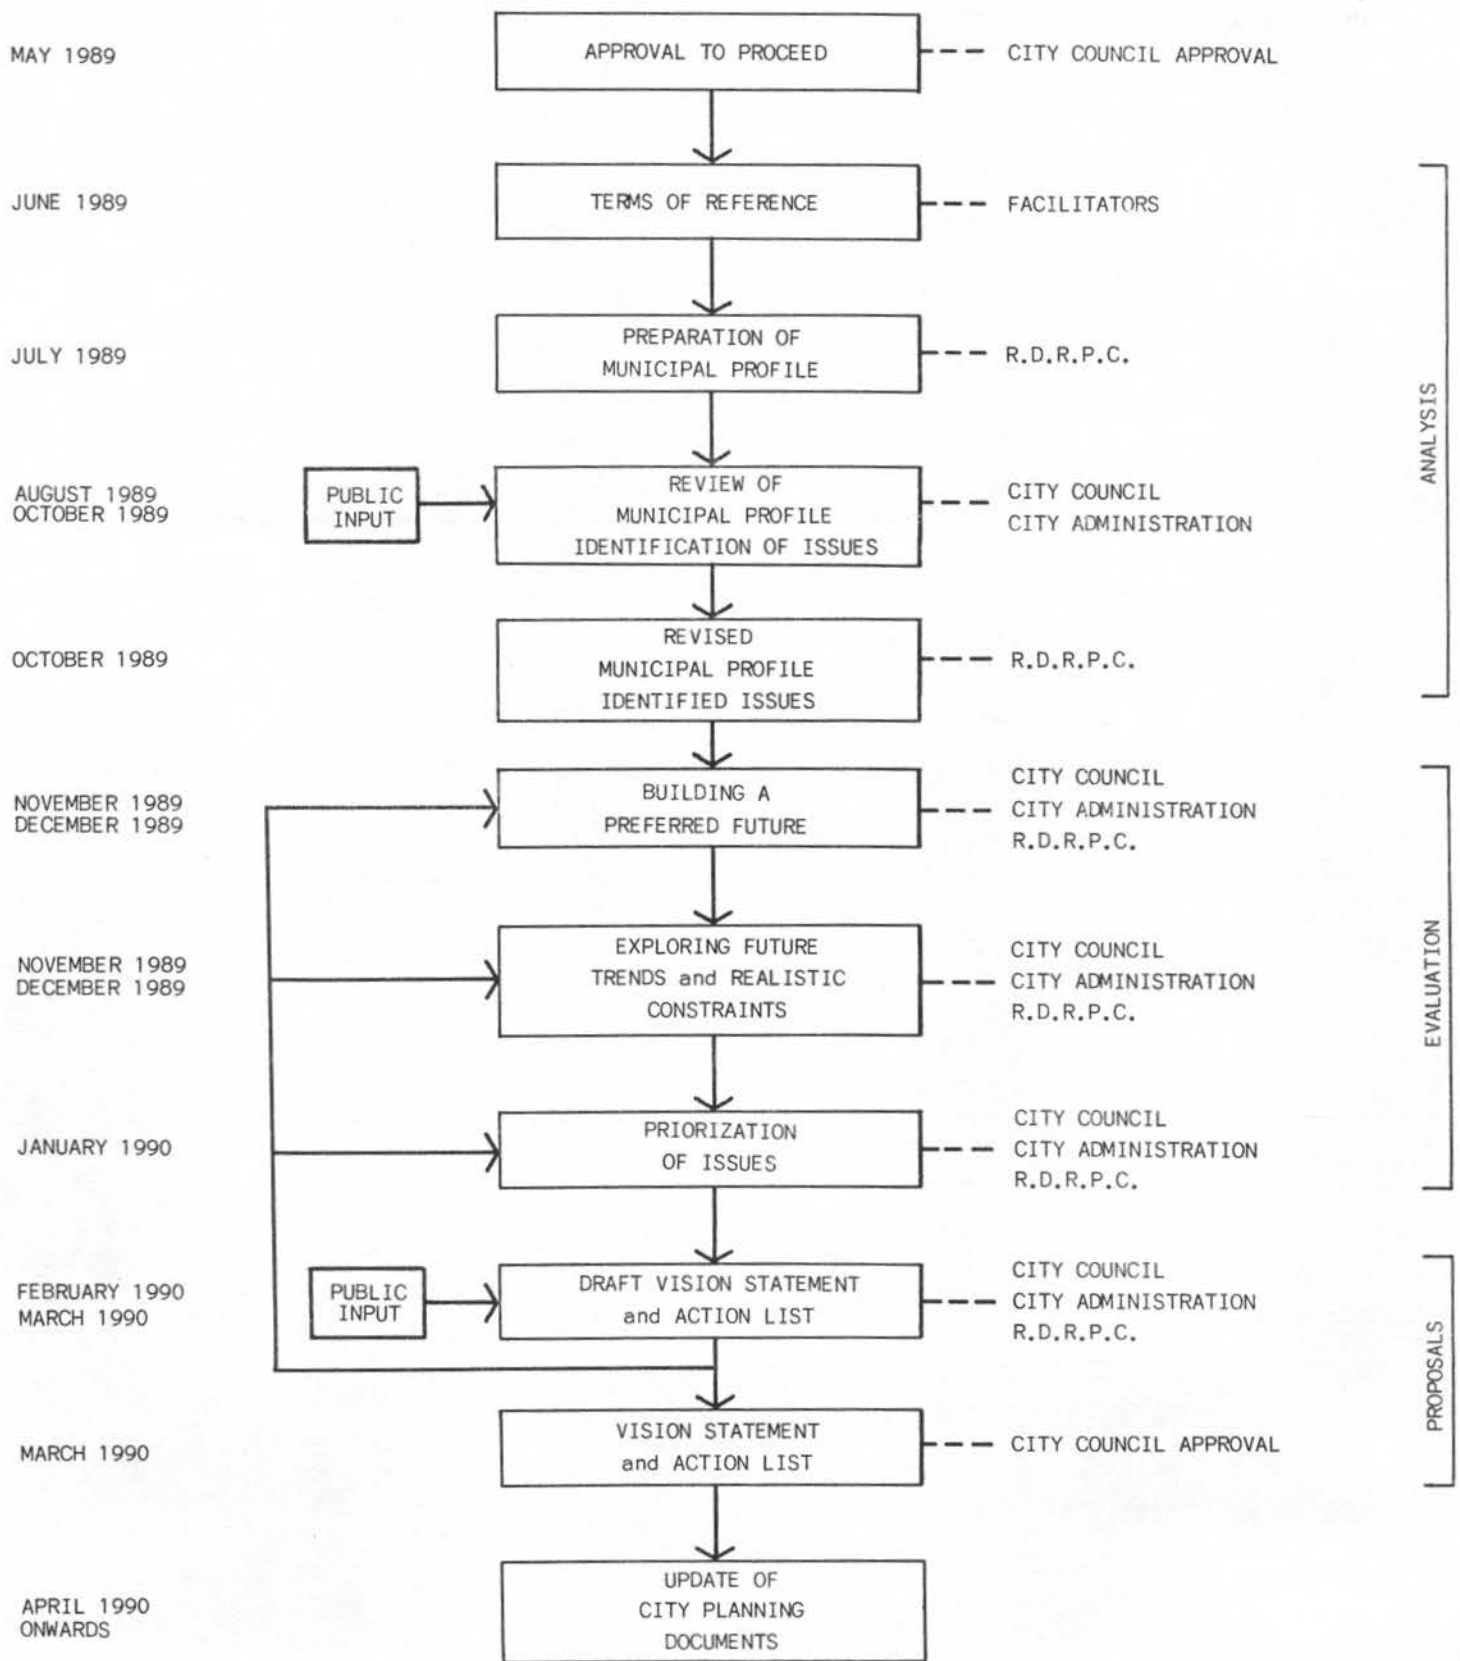 MAY 1989
APPROVAL TO PROCEED
CITY COUNCIL APPROVAL
JUNE 1989
TERMS OF REFERENCE
FACILITATORS
JULY 1989
PREPARATION OF
MUNICIPAL PROFILE
R.D.R.P.C.
AUGUST 1989
OCTOBER 1989
PUBLIC
INPUT
REVIEW OF
MUNICIPAL PROFILE
IDENTIFICATION OF ISSUES
CITY COUNCIL
CITY ADMINISTRATION
OCTOBER 1989
REVISED
MUNICIPAL PROFILE
IDENTIFIED ISSUES
R.D.R.P.C.
ANALYSIS
NOVEMBER 1989
DECEMBER 1989
BUILDING A
PREFERRED FUTURE
CITY COUNCIL
CITY ADMINISTRATION
R.D.R.P.C.
NOVEMBER 1989
DECEMBER 1989
EXPLORING FUTURE
TRENDS and REALISTIC
CONSTRAINTS
CITY COUNCIL
CITY ADMINISTRATION
R.D.R.P.C.
JANUARY 1990
PRIORIZATION
OF ISSUES
CITY COUNCIL
CITY ADMINISTRATION
R.D.R.P.C.
EVALUATION
FEBRUARY 1990
MARCH 1990
PUBLIC
INPUT
DRAFT VISION STATEMENT
and ACTION LIST
CITY COUNCIL
CITY ADMINISTRATION
R.D.R.P.C.
MARCH 1990
VISION STATEMENT
and ACTION LIST
CITY COUNCIL APPROVAL
PROPOSALS
APRIL 1990
ONWARDS
UPDATE OF
CITY PLANNING
DOCUMENTS